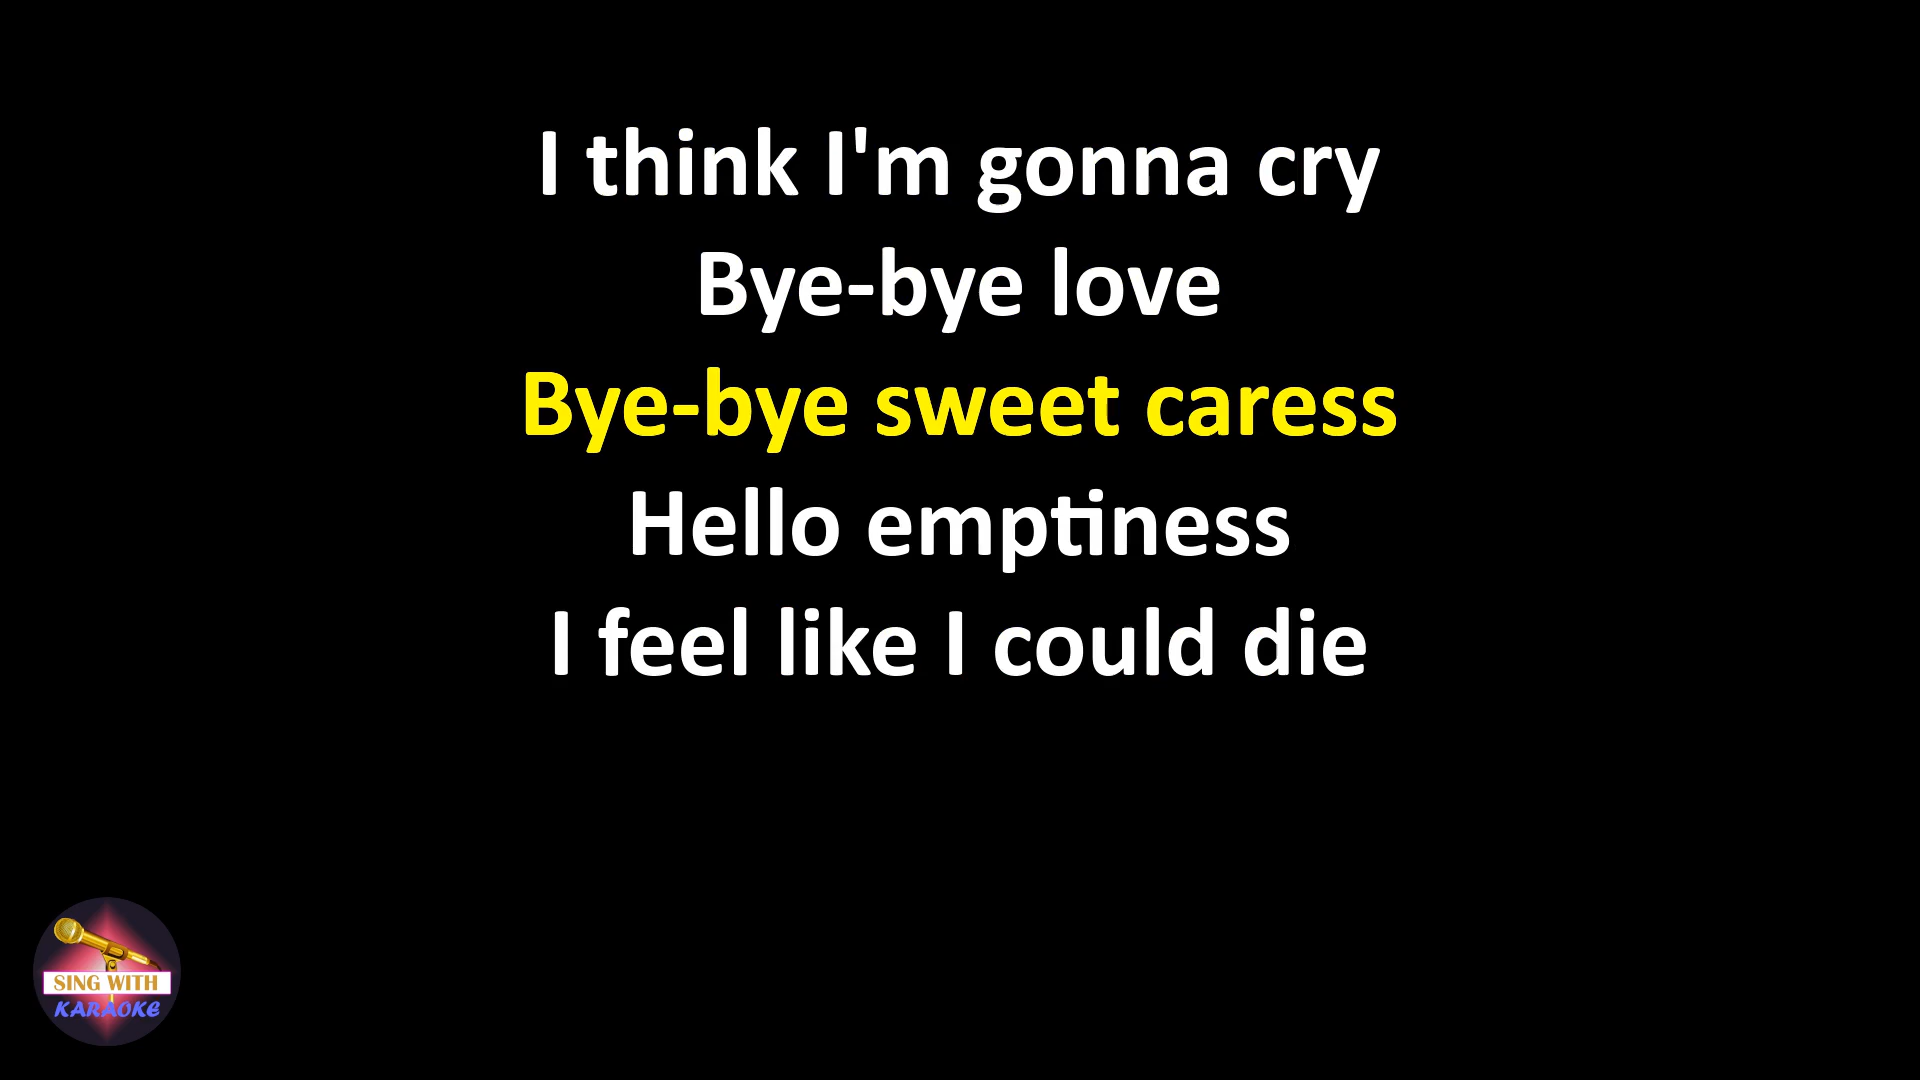 I think I'm gonna cry
Bye-bye love
Bye-bye sweet caress
Hello emptiness
I feel like I could die
SING WITH
KARAOKE